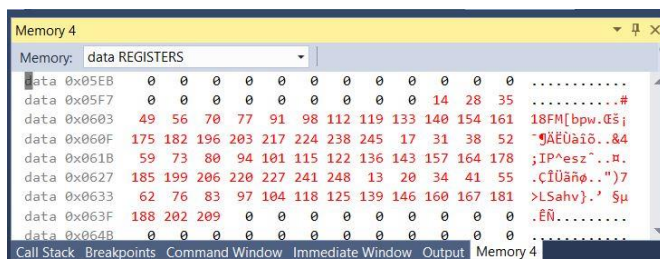 Memory 4
Memory: data REGISTERS
data 0x05EB 0 0 0 0 0 0 0 0 0 0 0 0 ............
data 0x05F7 0 0 0 0 0 0 0 0 0 14 28 35 ...........#
data 0x0603 49 56 70 77 91 98 112 119 133 140 154 161 18FM[bpw.Œš¡
data 0x060F 175 182 196 203 217 224 238 245 17 31 38 52 ¯¶ÄËÙàîõ..&4
data 0x061B 59 73 80 94 101 115 122 136 143 157 164 178 ;IP^eszˆ..¤.
data 0x0627 185 199 206 220 227 241 248 13 20 34 41 55 .ÇÎÜãñø..")7
data 0x0633 62 76 83 97 104 118 125 139 146 160 167 181 >LSahv}.’ §µ
data 0x063F 188 202 209 0 0 0 0 0 0 0 0 0 .ÊÑ.........
data 0x064B 0 0 0 0 0 0 0 0 0 0 0 0 ............
Call Stack Breakpoints Command Window Immediate Window Output Memory 4